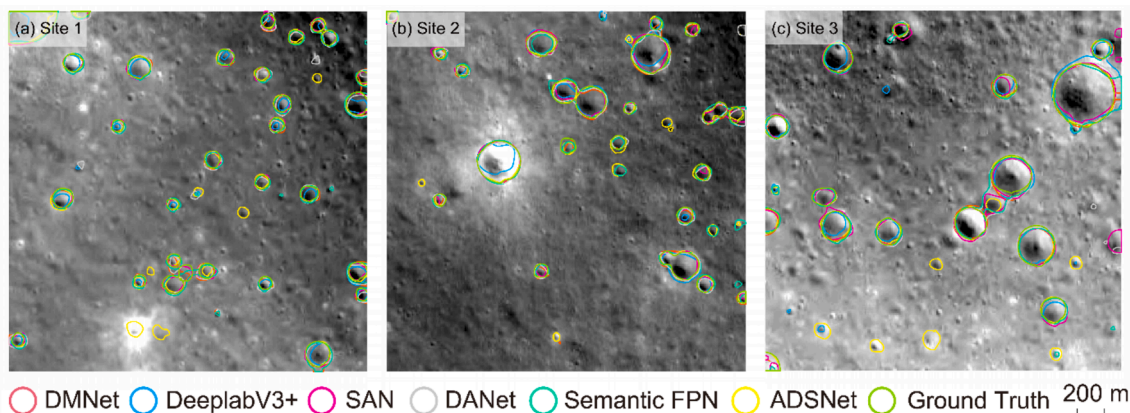 (a) Site 1
(b) Site 2
(c) Site 3
DMNet DeeplabV3+ SAN DANet Semantic FPN ADSNet Ground Truth 200 m